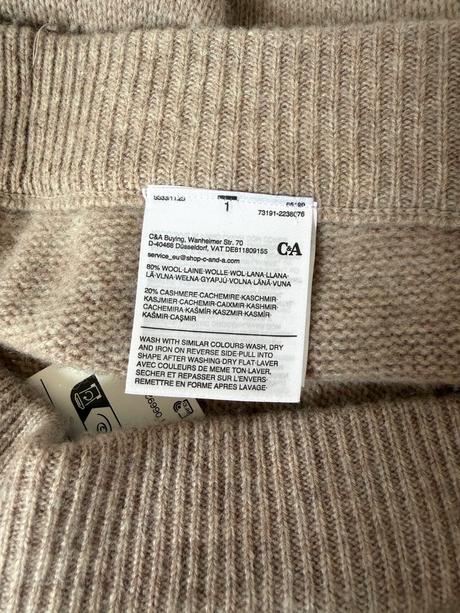 1
73191-2238076
C&A Buying, Wanheimer Str. 70
D-40468 Düsseldorf, VAT DE811809155
service_eu@shop-c-and-a.com
C&A
80% WOOL·LAINE·WOLLE·WOL·LANA·LLANA·
LÃ·VLNA·WEŁNA·GYAPJÚ·VOLNA·LÂNĂ·VUNA
20% CASHMERE·CACHEMIRE·KASCHMIR·
KASJMIER·CACHEMIR·CAIXMIR·KASHMIR·
CACHEMIRA·KAŠMÍR·KASZMIR·KASMÍR·
KAŠMIR·CAŞMIR
WASH WITH SIMILAR COLOURS·WASH, DRY
AND IRON ON REVERSE SIDE·PULL INTO
SHAPE AFTER WASHING·DRY FLAT·LAVER
AVEC COULEURS DE MEME TON·LAVER,
SECHER ET REPASSER SUR L'ENVERS·
REMETTRE EN FORME APRES LAVAGE